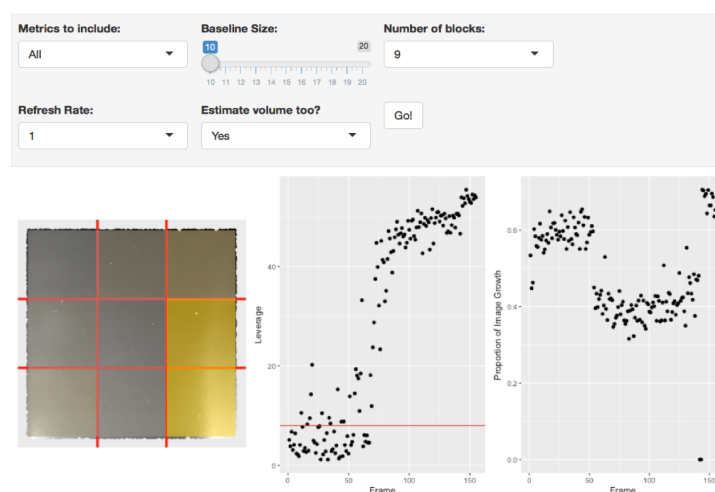 Metrics to include:
Baseline Size:
Number of blocks:
All
10
20
9
10 11 12 13 14 15 16 17 18 19 20
Refresh Rate:
Estimate volume too?
Go!
1
Yes
Leverage
40
20
0
0 50 100 150
Frame
Proportion of Image Growth
0.6
0.4
0.2
0.0
0 50 100 150
Frame